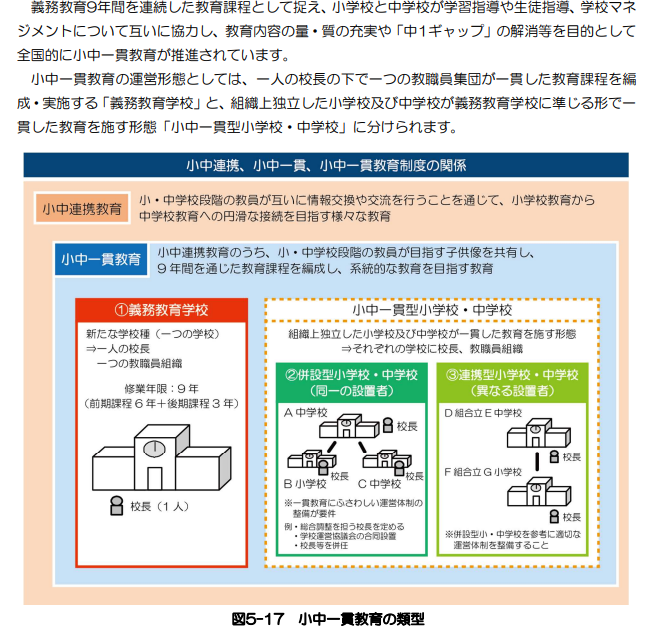 義務教育9年間を連続した教育課程として捉え、小学校と中学校が学習指導や生徒指導、学校マネ
ジメントについて互いに協力し、教育内容の量・質の充実や「中1ギャップ」の解消等を目的として
全国的に小中一貫教育が推進されています。
小中一貫教育の運営形態としては、一人の校長の下で一つの教職員集団が一貫した教育課程を編
成・実施する「義務教育学校」と、組織上独立した小学校及び中学校が義務教育学校に準じる形で一
貫した教育を施す形態「小中一貫型小学校・中学校」に分けられます。
小中連携、小中一貫、小中一貫教育制度の関係
小中連携教育
小・中学校段階の教員が互いに情報交換や交流を行うことを通じて、小学校教育から
中学校教育への円滑な接続を目指す様々な教育
小中一貫教育
小中連携教育のうち、小・中学校段階の教員が目指す子供像を共有し、
9年間を通じた教育課程を編成し、系統的な教育を目指す教育
①義務教育学校
新たな学校種（一つの学校）
⇒一人の校長
一つの教職員組織
修業年限：9年
（前期課程6年＋後期課程3年）
校長（1人）
小中一貫型小学校・中学校
組織上独立した小学校及び中学校が一貫した教育を施す形態
⇒それぞれの学校に校長、教職員組織
②併設型小学校・中学校
（同一の設置者）
A中学校
校長
校長
校長
B小学校
C中学校
※一貫教育にふさわしい運営体制の
整備が要件
例・総合調整を担う校長を定める
・学校運営協議会の合同設置
・校長等を併任
③連携型小学校・中学校
（異なる設置者）
D組合立E中学校
校長
F組合立G小学校
校長
※併設型小・中学校を参考に適切な
運営体制を整備すること
図5-17 小中一貫教育の類型